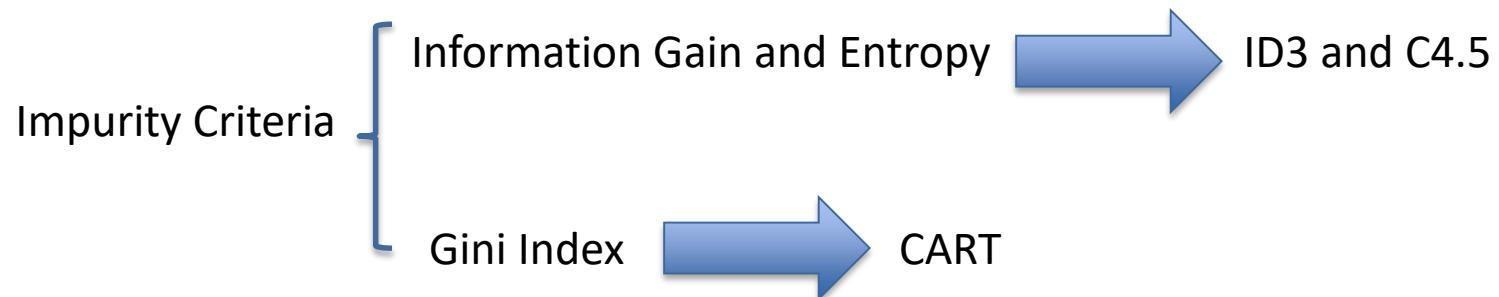 Information Gain and Entropy
ID3 and C4.5
Impurity Criteria
Gini Index
CART